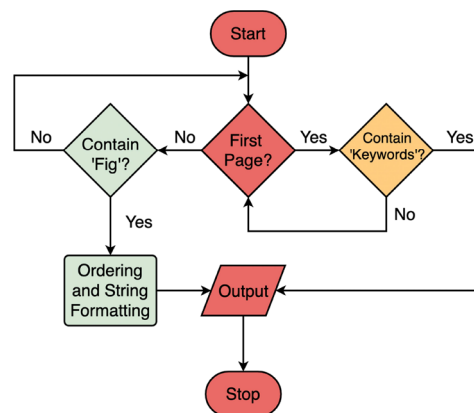 Start
No
Contain
'Fig'?
No
First
Page?
Yes
Contain
'Keywords'?
Yes
No
Yes
Ordering
and String
Formatting
Output
Stop